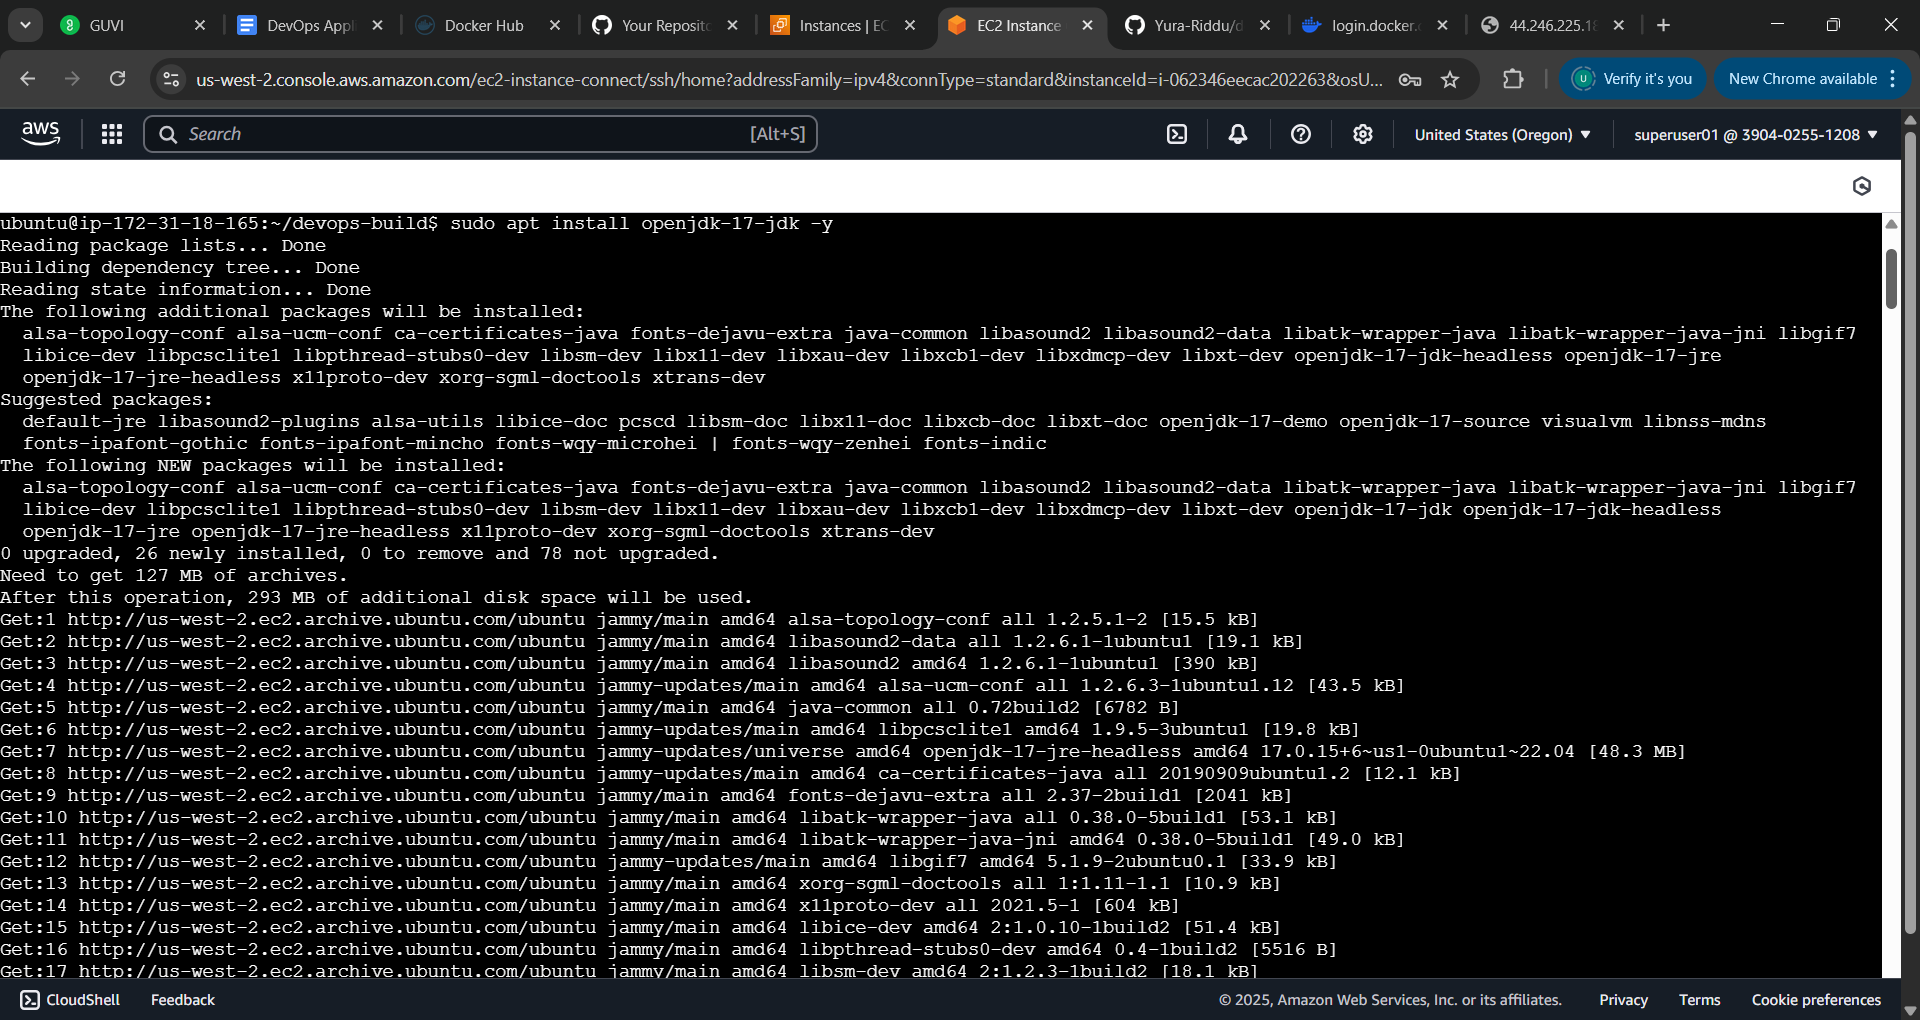 GUVI
DevOps Appli
Docker Hub
Your Reposito
Instances | EC
EC2 Instance
Yura-Riddu/d
login.docker.c
44.246.225.18
us-west-2.console.aws.amazon.com/ec2-instance-connect/ssh/home?addressFamily=ipv4&connType=standard&instanceId=i-062346eecac202263&osU...
U
Verify it's you
New Chrome available
aws
Search
[Alt+S]
United States (Oregon)
superuser01 @ 3904-0255-1208
ubuntu@ip-172-31-18-165:~/devops-build$ sudo apt install openjdk-17-jdk -y
Reading package lists... Done
Building dependency tree... Done
Reading state information... Done
The following additional packages will be installed:
  alsa-topology-conf alsa-ucm-conf ca-certificates-java fonts-dejavu-extra java-common libasound2 libasound2-data libatk-wrapper-java libatk-wrapper-java-jni libgif7
  libice-dev libpcsclite1 libpthread-stubs0-dev libsm-dev libx11-dev libxau-dev libxcb1-dev libxdmcp-dev libxt-dev openjdk-17-jdk-headless openjdk-17-jre
  openjdk-17-jre-headless x11proto-dev xorg-sgml-doctools xtrans-dev
Suggested packages:
  default-jre libasound2-plugins alsa-utils libice-doc pcscd libsm-doc libx11-doc libxcb-doc libxt-doc openjdk-17-demo openjdk-17-source visualvm libnss-mdns
  fonts-ipafont-gothic fonts-ipafont-mincho fonts-wqy-microhei | fonts-wqy-zenhei fonts-indic
The following NEW packages will be installed:
  alsa-topology-conf alsa-ucm-conf ca-certificates-java fonts-dejavu-extra java-common libasound2 libasound2-data libatk-wrapper-java libatk-wrapper-java-jni libgif7
  libice-dev libpcsclite1 libpthread-stubs0-dev libsm-dev libx11-dev libxau-dev libxcb1-dev libxdmcp-dev libxt-dev openjdk-17-jdk openjdk-17-jdk-headless
  openjdk-17-jre openjdk-17-jre-headless x11proto-dev xorg-sgml-doctools xtrans-dev
0 upgraded, 26 newly installed, 0 to remove and 78 not upgraded.
Need to get 127 MB of archives.
After this operation, 293 MB of additional disk space will be used.
Get:1 http://us-west-2.ec2.archive.ubuntu.com/ubuntu jammy/main amd64 alsa-topology-conf all 1.2.5.1-2 [15.5 kB]
Get:2 http://us-west-2.ec2.archive.ubuntu.com/ubuntu jammy/main amd64 libasound2-data all 1.2.6.1-1ubuntu1 [19.1 kB]
Get:3 http://us-west-2.ec2.archive.ubuntu.com/ubuntu jammy/main amd64 libasound2 amd64 1.2.6.1-1ubuntu1 [390 kB]
Get:4 http://us-west-2.ec2.archive.ubuntu.com/ubuntu jammy-updates/main amd64 alsa-ucm-conf all 1.2.6.3-1ubuntu1.12 [43.5 kB]
Get:5 http://us-west-2.ec2.archive.ubuntu.com/ubuntu jammy/main amd64 java-common all 0.72build2 [6782 B]
Get:6 http://us-west-2.ec2.archive.ubuntu.com/ubuntu jammy-updates/main amd64 libpcsclite1 amd64 1.9.5-3ubuntu1 [19.8 kB]
Get:7 http://us-west-2.ec2.archive.ubuntu.com/ubuntu jammy-updates/universe amd64 openjdk-17-jre-headless amd64 17.0.15+6~us1-0ubuntu1~22.04 [48.3 MB]
Get:8 http://us-west-2.ec2.archive.ubuntu.com/ubuntu jammy-updates/main amd64 ca-certificates-java all 20190909ubuntu1.2 [12.1 kB]
Get:9 http://us-west-2.ec2.archive.ubuntu.com/ubuntu jammy/main amd64 fonts-dejavu-extra all 2.37-2build1 [2041 kB]
Get:10 http://us-west-2.ec2.archive.ubuntu.com/ubuntu jammy/main amd64 libatk-wrapper-java all 0.38.0-5build1 [53.1 kB]
Get:11 http://us-west-2.ec2.archive.ubuntu.com/ubuntu jammy/main amd64 libatk-wrapper-java-jni amd64 0.38.0-5build1 [49.0 kB]
Get:12 http://us-west-2.ec2.archive.ubuntu.com/ubuntu jammy-updates/main amd64 libgif7 amd64 5.1.9-2ubuntu0.1 [33.9 kB]
Get:13 http://us-west-2.ec2.archive.ubuntu.com/ubuntu jammy/main amd64 xorg-sgml-doctools all 1:1.11-1.1 [10.9 kB]
Get:14 http://us-west-2.ec2.archive.ubuntu.com/ubuntu jammy/main amd64 x11proto-dev all 2021.5-1 [604 kB]
Get:15 http://us-west-2.ec2.archive.ubuntu.com/ubuntu jammy/main amd64 libice-dev amd64 2:1.0.10-1build2 [51.4 kB]
Get:16 http://us-west-2.ec2.archive.ubuntu.com/ubuntu jammy/main amd64 libpthread-stubs0-dev amd64 0.4-1build2 [5516 B]
Get:17 http://us-west-2.ec2.archive.ubuntu.com/ubuntu jammy/main amd64 libsm-dev amd64 2:1.2.3-1build2 [18.1 kB]
CloudShell
Feedback
© 2025, Amazon Web Services, Inc. or its affiliates.
Privacy
Terms
Cookie preferences